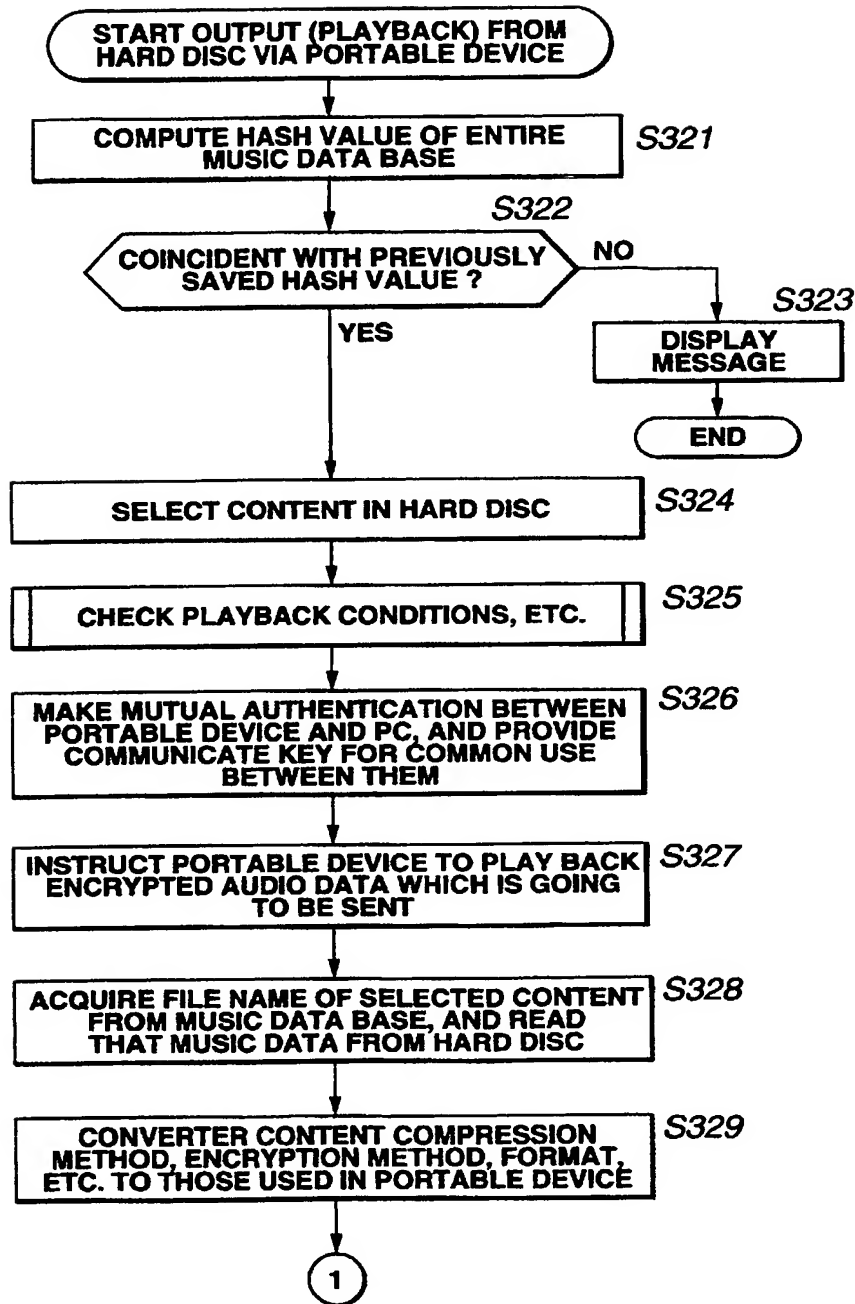 START OUTPUT (PLAYBACK) FROM
HARD DISC VIA PORTABLE DEVICE
COMPUTE HASH VALUE OF ENTIRE
MUSIC DATA BASE
S321
S322
COINCIDENT WITH PREVIOUSLY
SAVED HASH VALUE ?
NO
YES
S323
DISPLAY
MESSAGE
END
SELECT CONTENT IN HARD DISC
S324
CHECK PLAYBACK CONDITIONS, ETC.
S325
MAKE MUTUAL AUTHENTICATION BETWEEN
PORTABLE DEVICE AND PC, AND PROVIDE
COMMUNICATE KEY FOR COMMON USE
BETWEEN THEM
S326
INSTRUCT PORTABLE DEVICE TO PLAY BACK
ENCRYPTED AUDIO DATA WHICH IS GOING
TO BE SENT
S327
ACQUIRE FILE NAME OF SELECTED CONTENT
FROM MUSIC DATA BASE, AND READ
THAT MUSIC DATA FROM HARD DISC
S328
CONVERTER CONTENT COMPRESSION
METHOD, ENCRYPTION METHOD, FORMAT,
ETC. TO THOSE USED IN PORTABLE DEVICE
S329
1